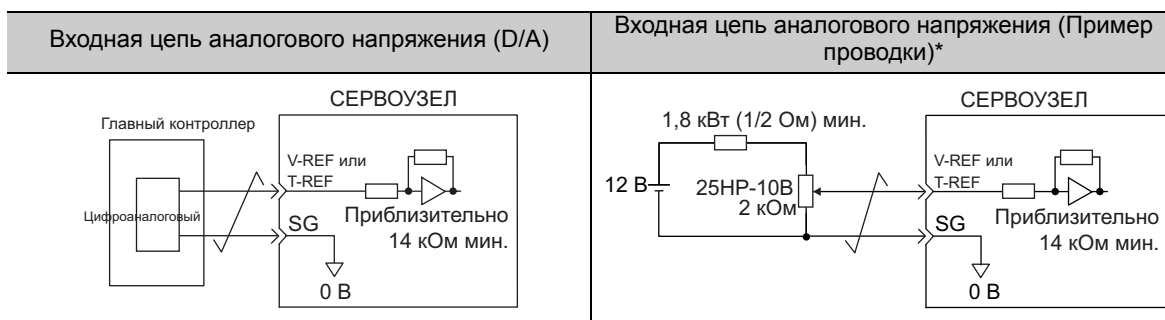 Входная цепь аналогового напряжения (D/A)
Входная цепь аналогового напряжения (Пример
проводки)*
СЕРВОУЗЕЛ
Главный контроллер
V-REF или
T-REF
Цифроаналоговый
SG
Приблизительно
14 кОм мин.
0 В
СЕРВОУЗЕЛ
1,8 кВт (1/2 Ом) мин.
V-REF или
T-REF
12 В
25HP-10B
2 кОм
SG
Приблизительно
14 кОм мин.
0 В